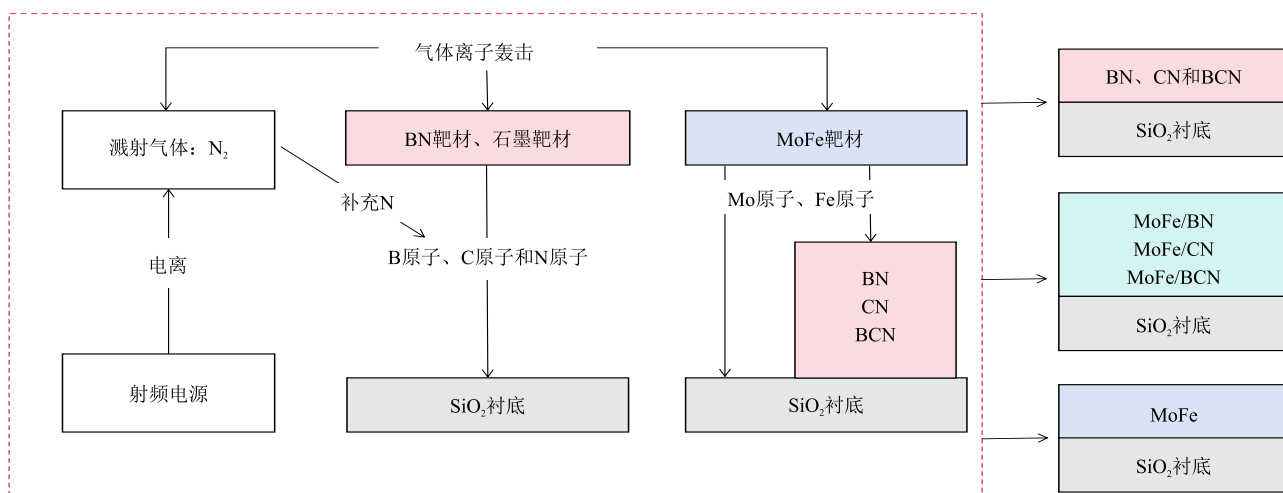 气体离子轰击
溅射气体：N₂
BN靶材、石墨靶材
MoFe靶材
补充N
Mo原子、Fe原子
B原子、C原子和N原子
电离
BN
CN
BCN
射频电源
SiO₂衬底
SiO₂衬底
BN、CN和BCN
SiO₂衬底
MoFe/BN
MoFe/CN
MoFe/BCN
SiO₂衬底
MoFe
SiO₂衬底